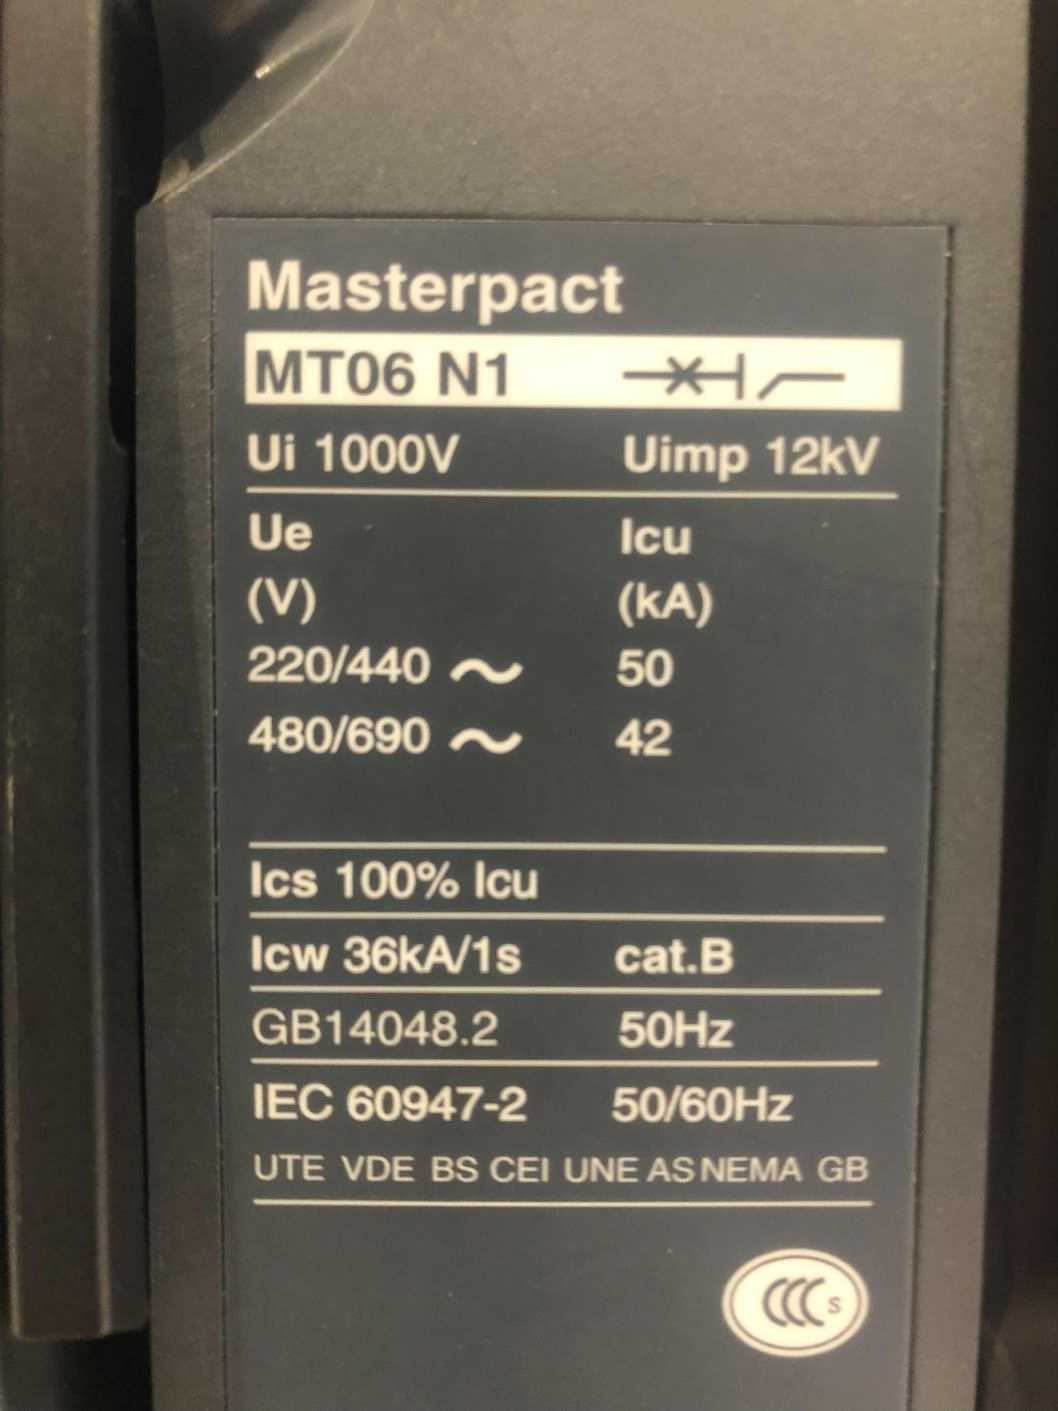 Masterpact
MT06 N1
Ui 1000V Uimp 12kV
Ue Icu
(V) (kA)
220/440 ~ 50
480/690 ~ 42
Ics 100% Icu
Icw 36kA/1s cat.B
GB14048.2 50Hz
IEC 60947-2 50/60Hz
UTE VDE BS CEI UNE AS NEMA GB
CCC S